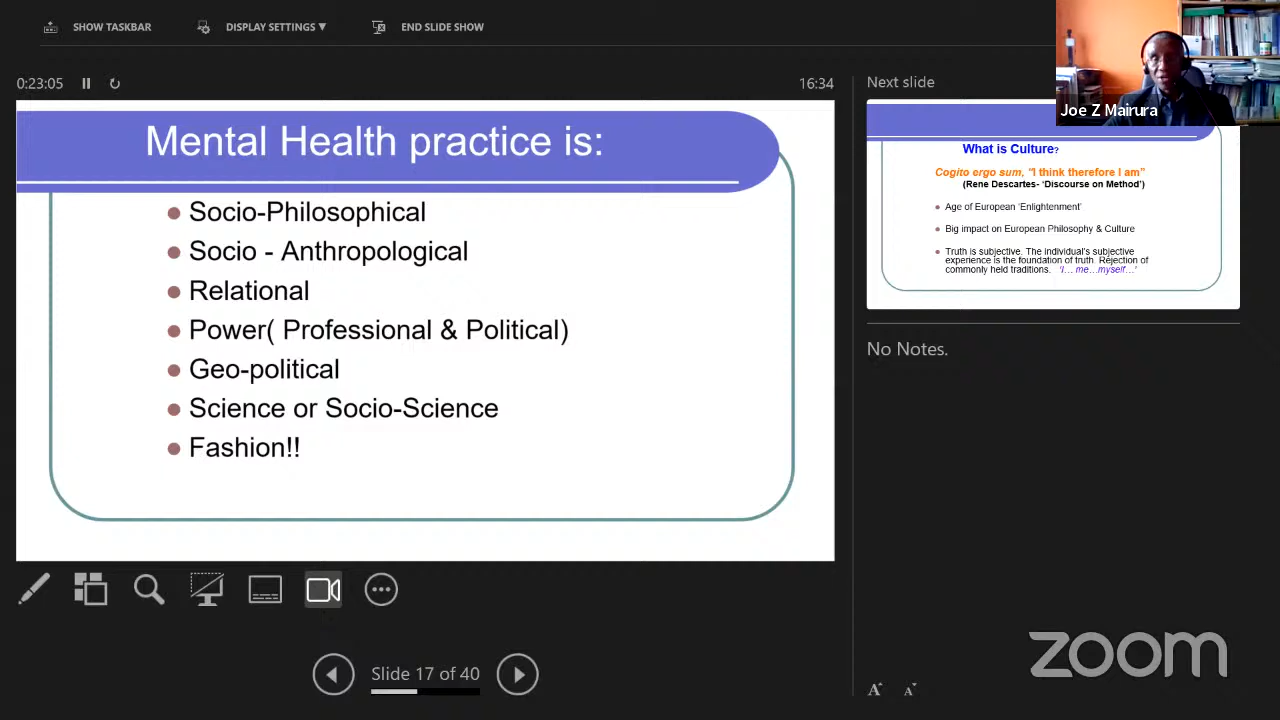 SHOW TASKBAR
DISPLAY SETTINGS ▼
END SLIDE SHOW
0:23:05
16:34
Mental Health practice is:
Socio-Philosophical
Socio - Anthropological
Relational
Power( Professional & Political)
Geo-political
Science or Socio-Science
Fashion!!
Slide 17 of 40
Next slide
Joe Z Mairura
What is Culture?
Cogito ergo sum, "I think therefore I am"
(Rene Descartes- 'Discourse on Method')
Age of European 'Enlightenment'
Big impact on European Philosophy & Culture
Truth is subjective. The individual's subjective
experience is the foundation of truth. Rejection of
commonly held traditions. 'I... me...myself...'
No Notes.
zoom
A A